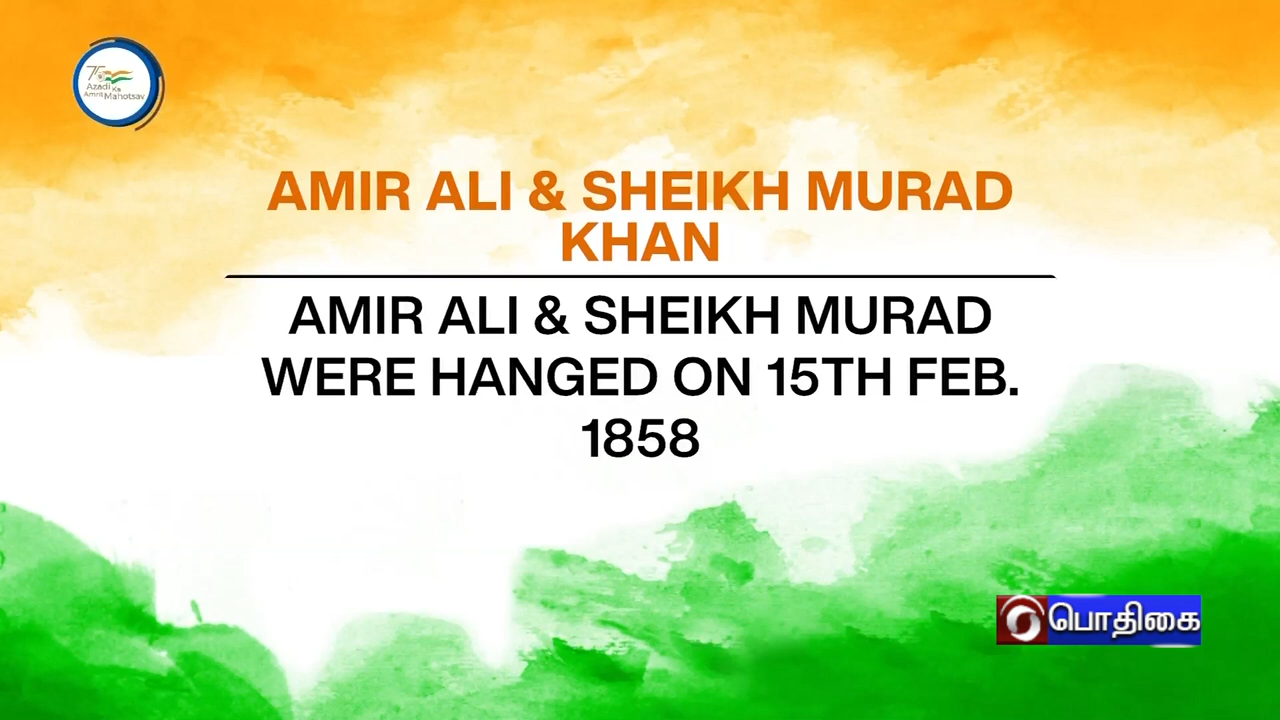 75
Azadi Ka
Amrit Mahotsav
AMIR ALI & SHEIKH MURAD
KHAN
AMIR ALI & SHEIKH MURAD
WERE HANGED ON 15TH FEB.
1858
பொதிகை